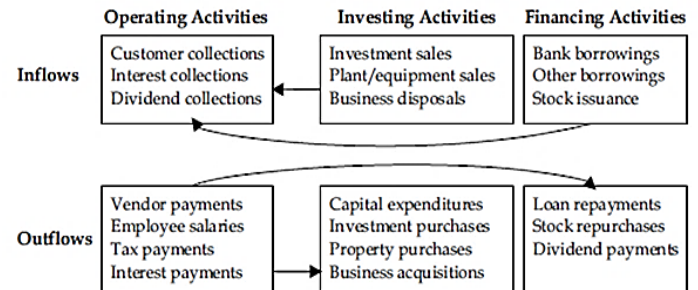 Operating Activities Investing Activities Financing Activities
Inflows
Customer collections
Interest collections
Dividend collections
Investment sales
Plant/equipment sales
Business disposals
Bank borrowings
Other borrowings
Stock issuance
Outflows
Vendor payments
Employee salaries
Tax payments
Interest payments
Capital expenditures
Investment purchases
Property purchases
Business acquisitions
Loan repayments
Stock repurchases
Dividend payments